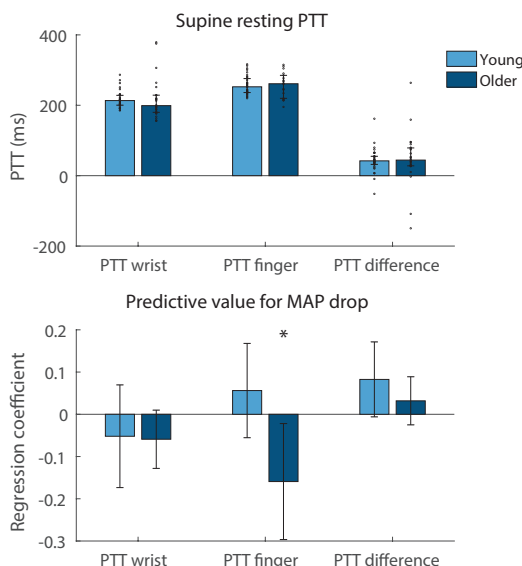 Supine resting PTT
400
200
0
-200
PTT (ms)
Young
Older
PTT wrist
PTT finger
PTT difference
Predictive value for MAP drop
0.2
0.1
0
-0.1
-0.2
-0.3
Regression coefficient
*
PTT wrist
PTT finger
PTT difference